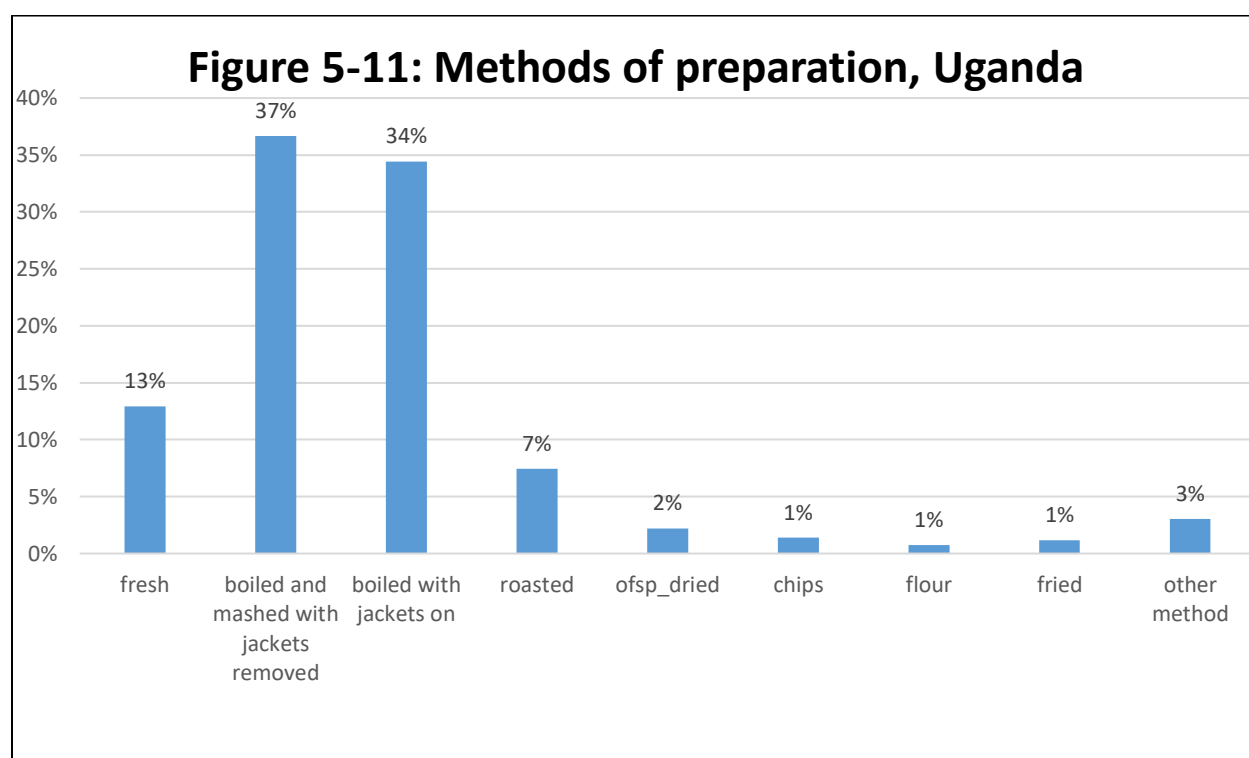 Figure 5-11: Methods of preparation, Uganda
40%
35%
30%
25%
20%
15%
10%
5%
0%
13%
37%
34%
7%
2%
1%
1%
1%
3%
fresh
boiled and
mashed with
jackets
removed
boiled with
jackets on
roasted
ofsp_dried
chips
flour
fried
other
method